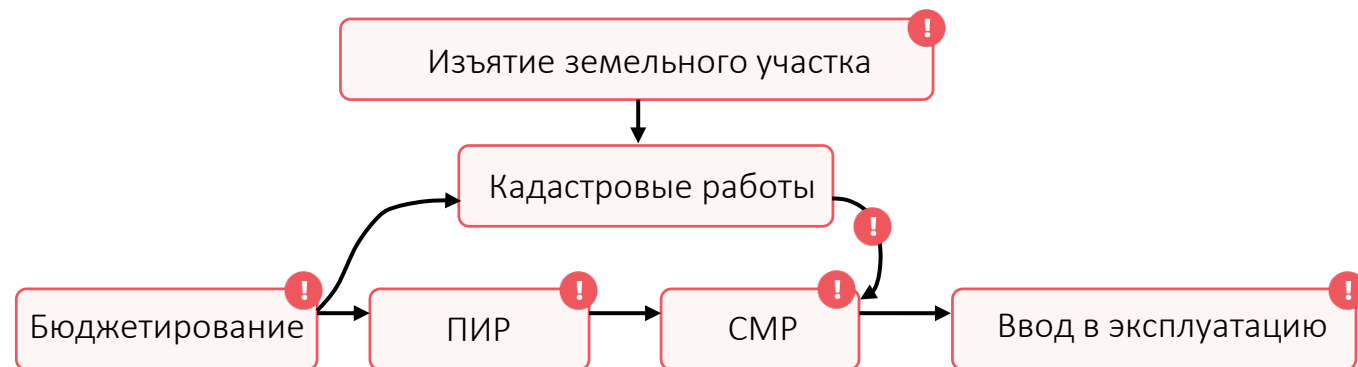 !
Изъятие земельного участка
Кадастровые работы
!
!
!
!
!
Бюджетирование
ПИР
СМР
Ввод в эксплуатацию